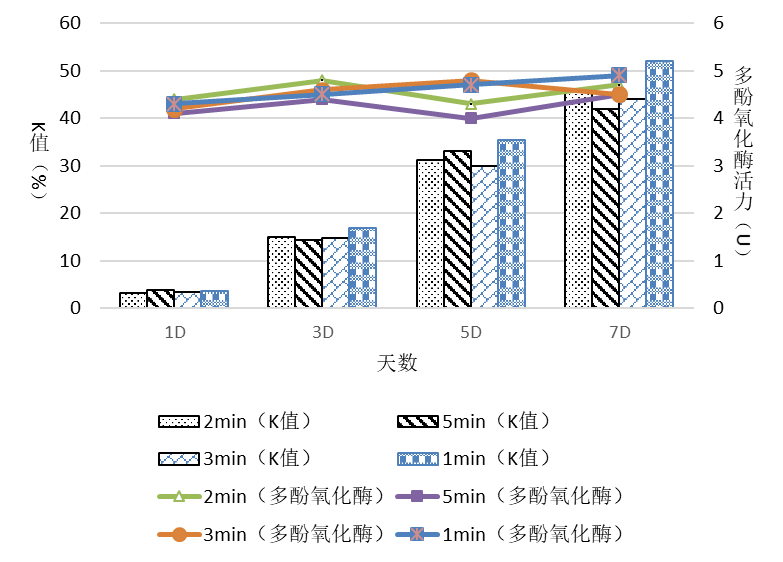 60
50
40
30
20
10
0
K值（%）
6
5
4
3
2
1
0
多酚氧化酶活力（U）
1D 3D 5D 7D
天数
2min（K值） 5min（K值）
3min（K值） 1min（K值）
2min（多酚氧化酶） 5min（多酚氧化酶）
3min（多酚氧化酶） 1min（多酚氧化酶）